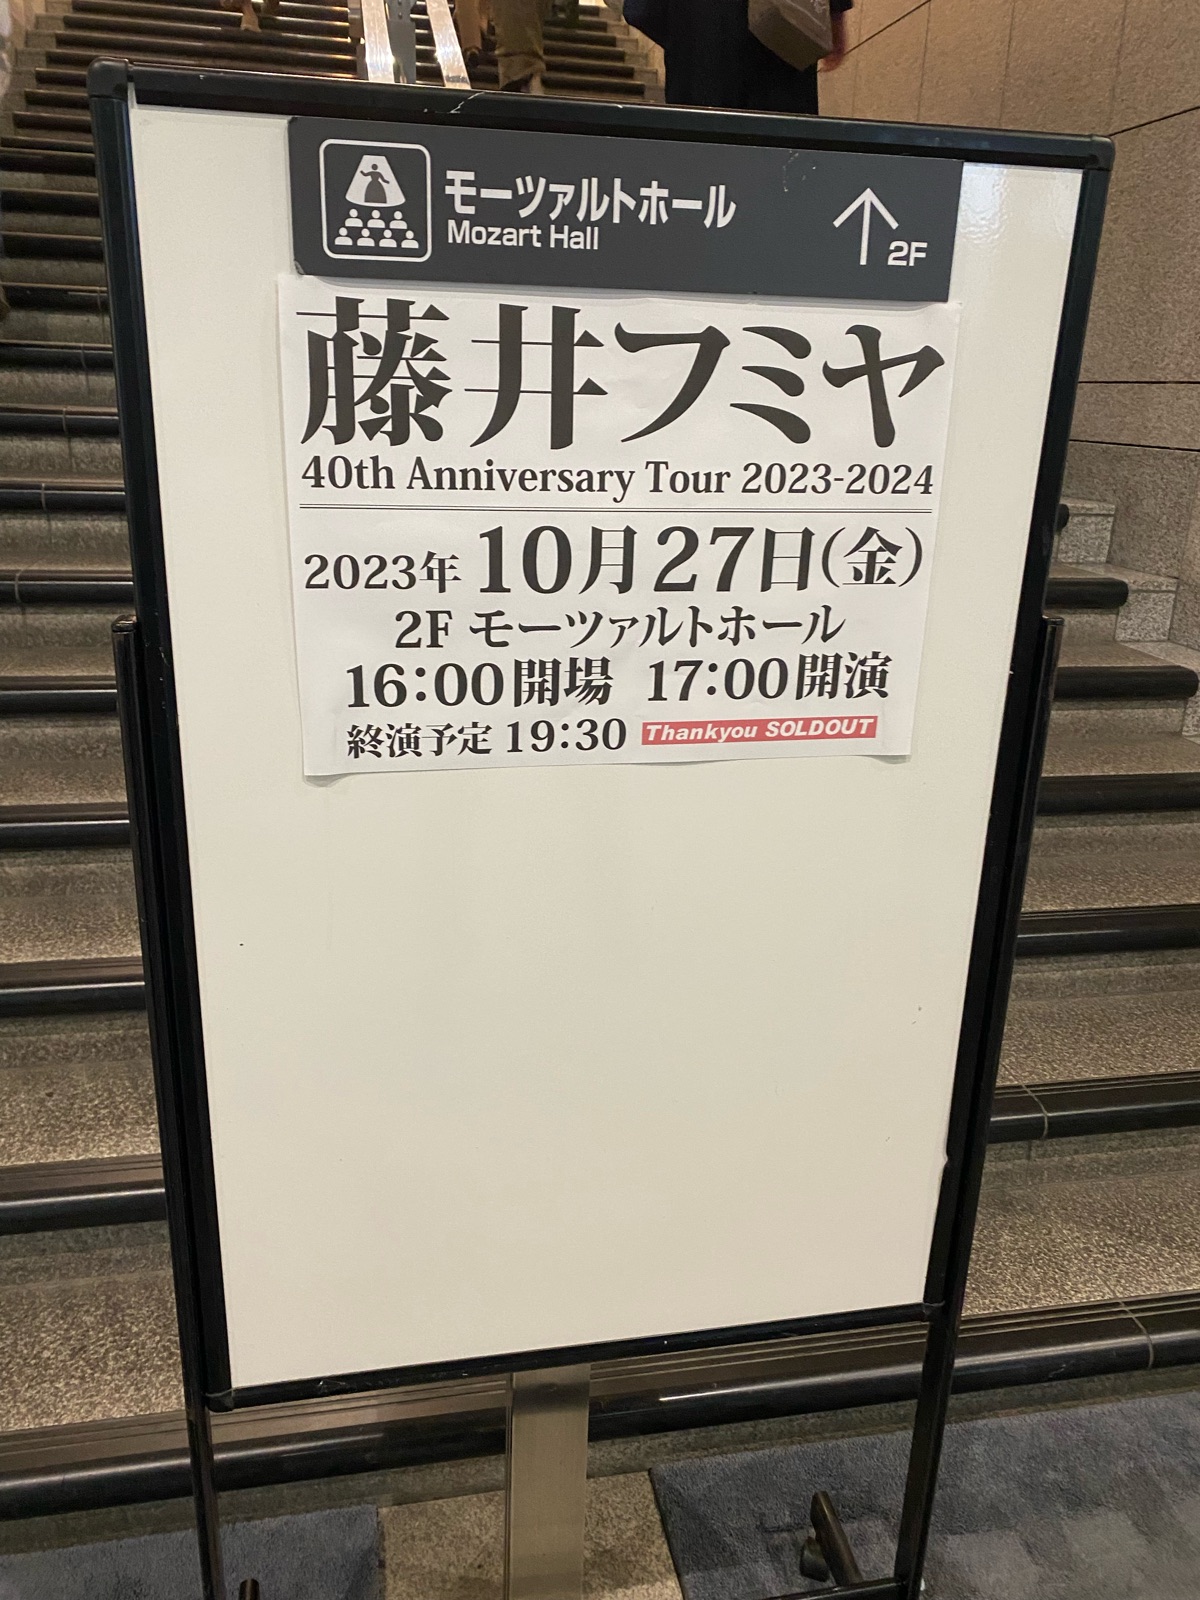 モーツァルトホール
Mozart Hall
↑2F
藤井フミヤ
40th Anniversary Tour 2023-2024
2023年 10月27日(金)
2F モーツァルトホール
16:00開場 17:00開演
終演予定 19:30 Thankyou SOLDOUT